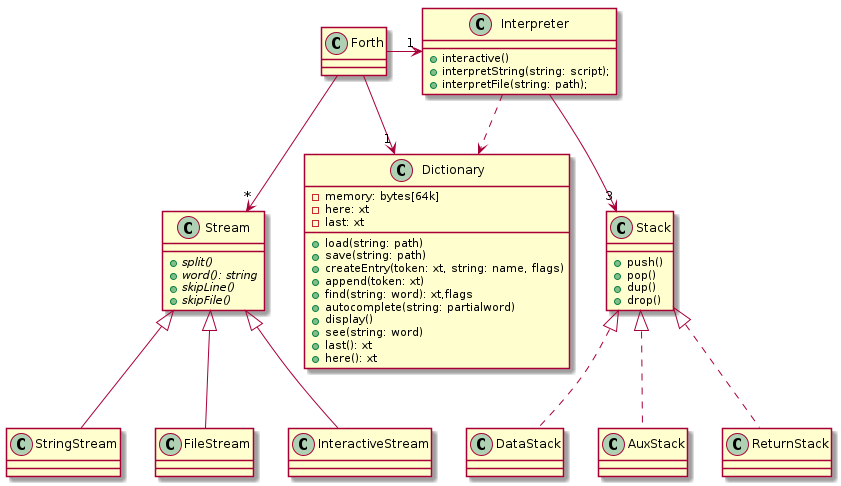 C Interpreter
interactive()
interpretString(string: script);
interpretFile(string: path);
C Forth
1
1
*
3
C Dictionary
memory: bytes[64k]
here: xt
last: xt
load(string: path)
save(string: path)
createEntry(token: xt, string: name, flags)
append(token: xt)
find(string: word): xt,flags
autocomplete(string: partialword)
display()
see(string: word)
last(): xt
here(): xt
C Stream
split()
word(): string
skipLine()
skipFile()
C Stack
push()
pop()
dup()
drop()
C StringStream
C FileStream
C InteractiveStream
C DataStack
C AuxStack
C ReturnStack